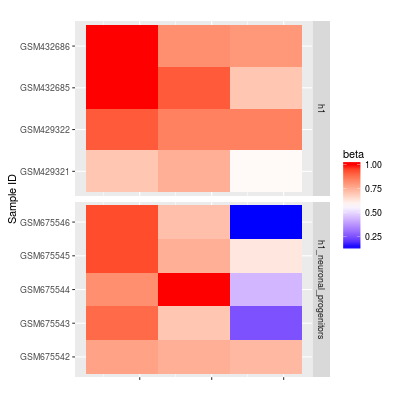 Sample ID
GSM432686
GSM432685
GSM429322
GSM429321
h1
GSM675546
GSM675545
GSM675544
GSM675543
GSM675542
h1_neuronal_progenitors
beta
1.00
0.75
0.50
0.25